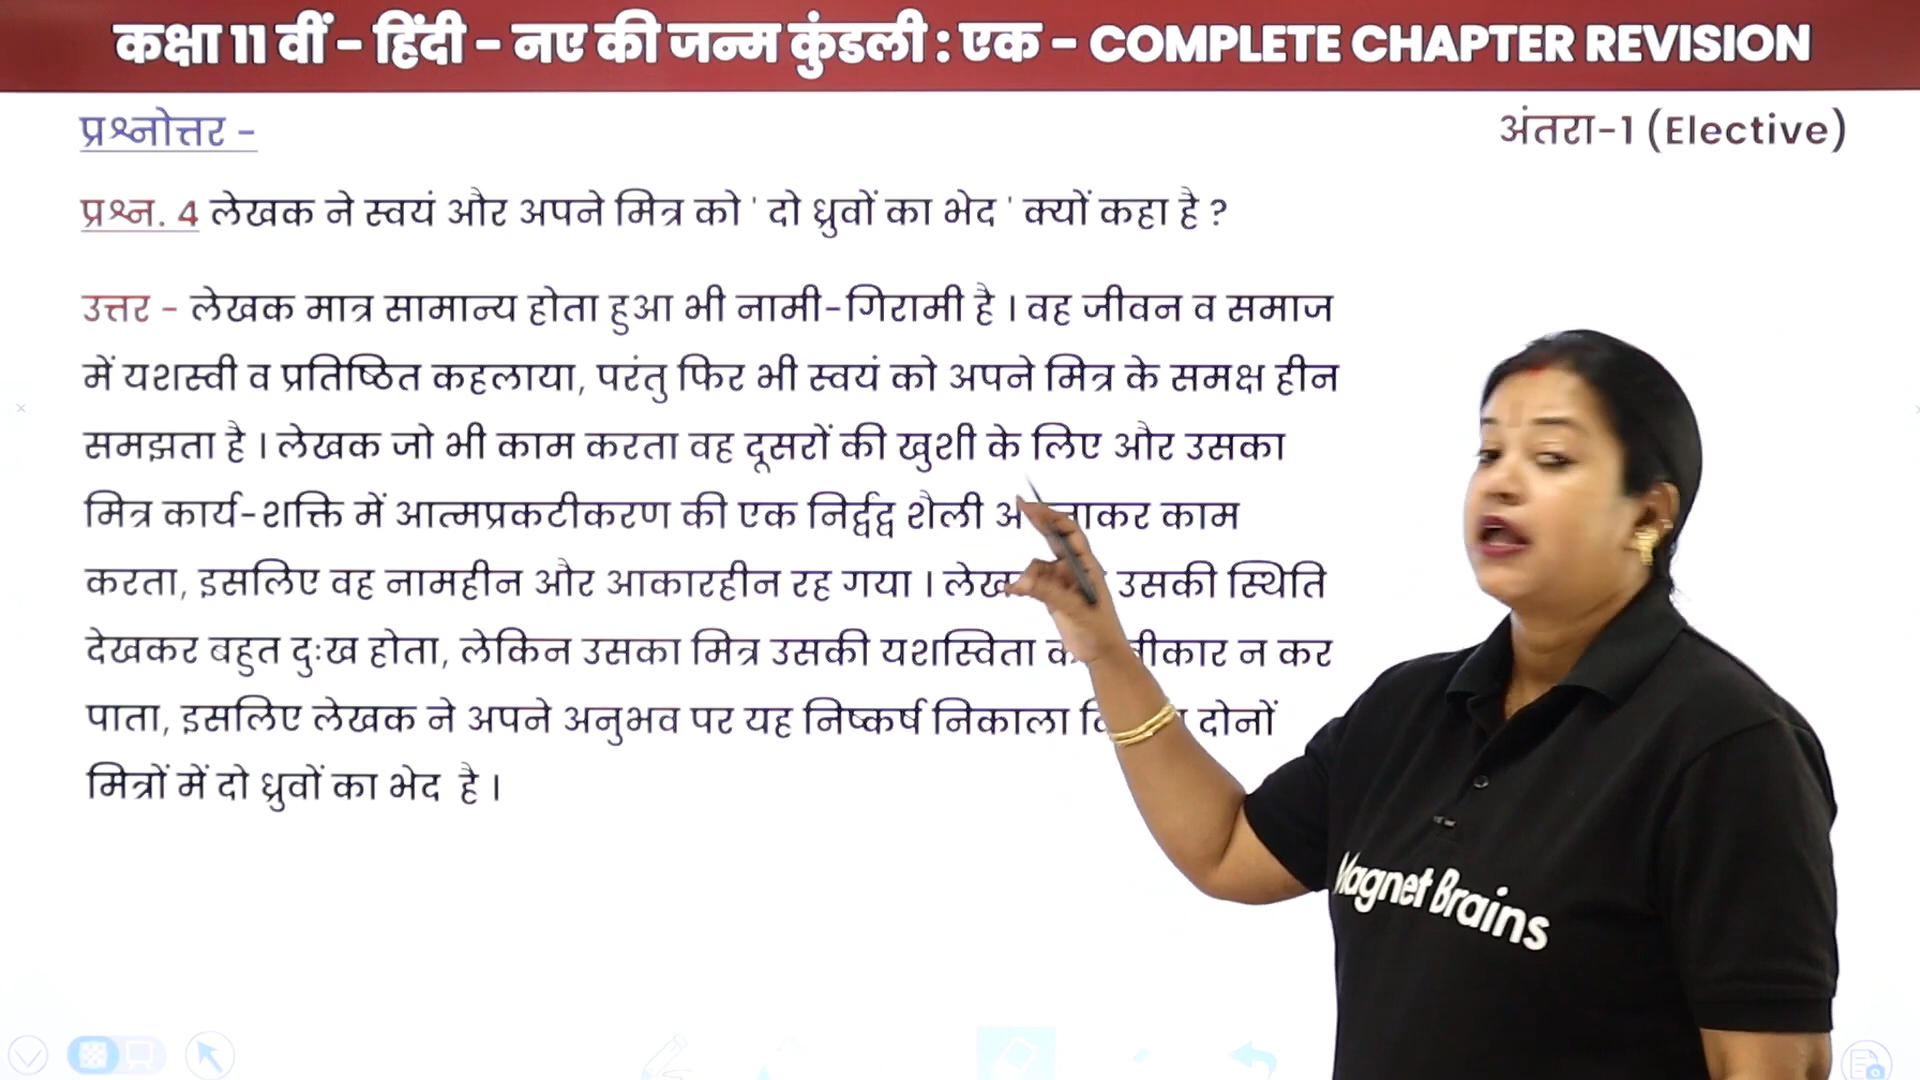 कक्षा 11 वीं – हिंदी – नए की जन्म कुंडली : एक – COMPLETE CHAPTER REVISION
प्रश्नोत्तर –
अंतरा-1 (Elective)
प्रश्न. 4 लेखक ने स्वयं और अपने मित्र को ' दो ध्रुवों का भेद ' क्यों कहा है ?
उत्तर – लेखक मात्र सामान्य होता हुआ भी नामी-गिरामी है । वह जीवन व समाज
में यशस्वी व प्रतिष्ठित कहलाया, परंतु फिर भी स्वयं को अपने मित्र के समक्ष हीन
समझता है । लेखक जो भी काम करता वह दूसरों की खुशी के लिए और उसका
मित्र कार्य-शक्ति में आत्मप्रकटीकरण की एक निर्द्वंद्व शैली काम
करता, इसलिए वह नामहीन और आकारहीन रह गया । उसकी स्थिति
देखकर बहुत दुःख होता, लेकिन उसका मित्र उसकी यशस्विता न कर
पाता, इसलिए लेखक ने अपने अनुभव पर यह निष्कर्ष निकाला दोनों
मित्रों में दो ध्रुवों का भेद है ।
Magnet Brains